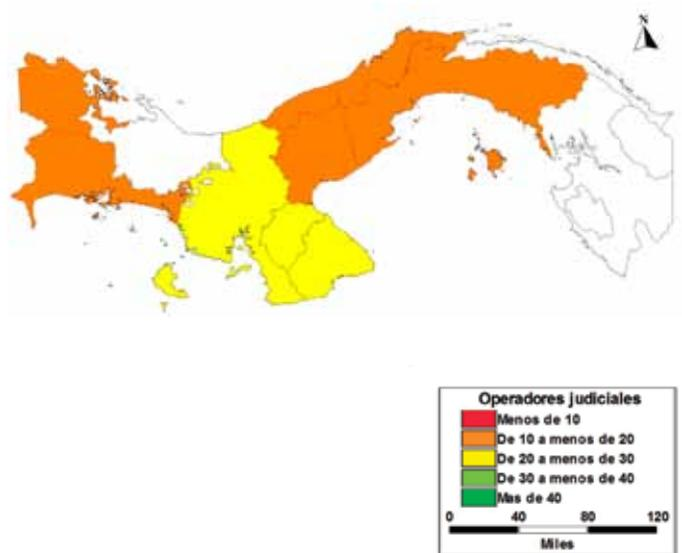 N
Operadores judiciales
Menos de 10
De 10 a menos de 20
De 20 a menos de 30
De 30 a menos de 40
Mas de 40
0 40 80 120
Miles